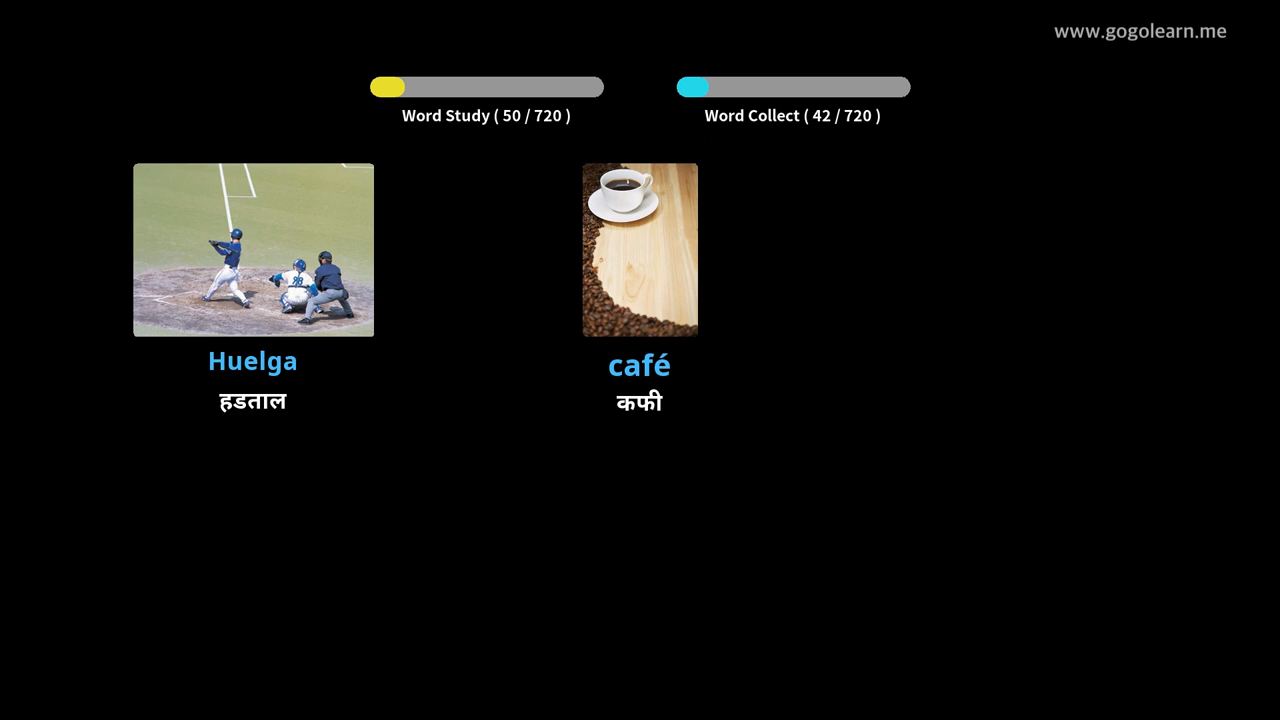 www.gogolearn.me
Word Study ( 50 / 720 )
Word Collect ( 42 / 720 )
Huelga
हडताल
café
कफी